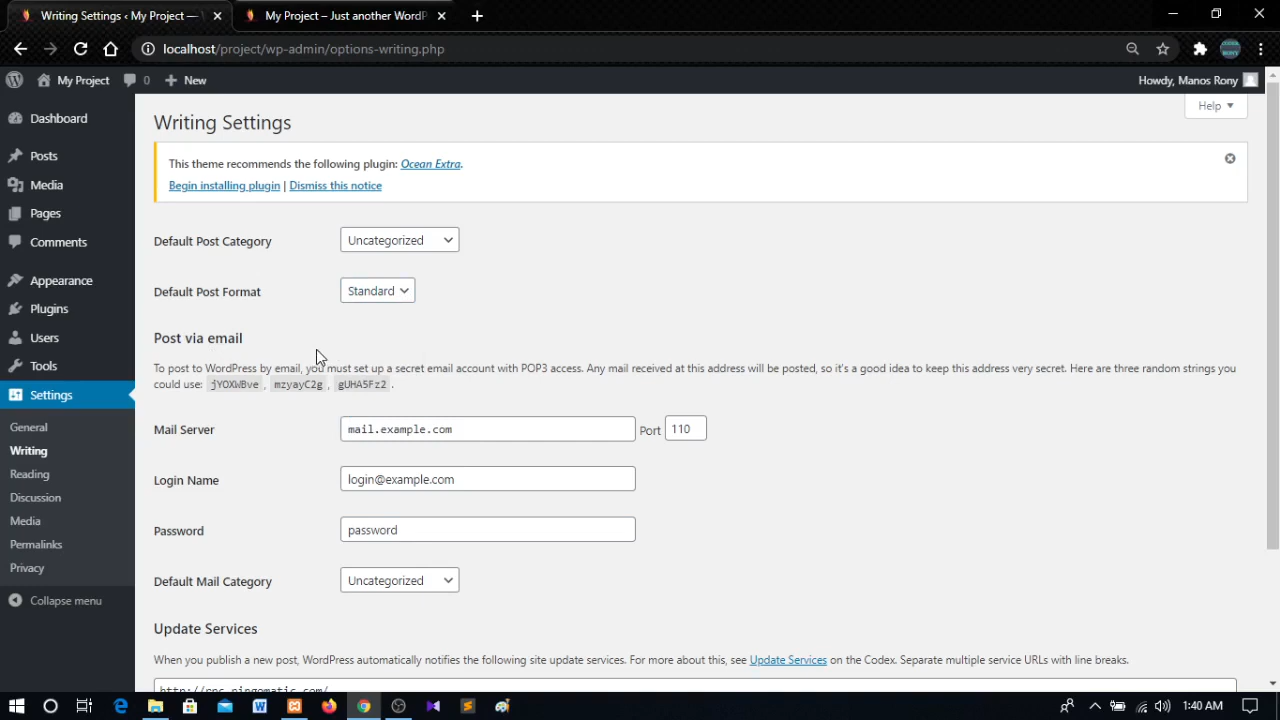 Writing Settings ‹ My Project —
My Project – Just another WordP
localhost/project/wp-admin/options-writing.php
My Project
0
New
Howdy, Manos Rony
Dashboard
Posts
Media
Pages
Comments
Appearance
Plugins
Users
Tools
Settings
General
Writing
Reading
Discussion
Media
Permalinks
Privacy
Collapse menu
Help
Writing Settings
This theme recommends the following plugin: Ocean Extra.
Begin installing plugin | Dismiss this notice
Default Post Category
Uncategorized
Default Post Format
Standard
Post via email
To post to WordPress by email, you must set up a secret email account with POP3 access. Any mail received at this address will be posted, so it's a good idea to keep this address very secret. Here are three random strings you
could use: jYOXWBve , mzyayC2g , gUHA5Fz2 .
Mail Server
mail.example.com
Port
110
Login Name
login@example.com
Password
password
Default Mail Category
Uncategorized
Update Services
When you publish a new post, WordPress automatically notifies the following site update services. For more about this, see Update Services on the Codex. Separate multiple service URLs with line breaks.
http://rpc.pingomatic.com/
1:40 AM